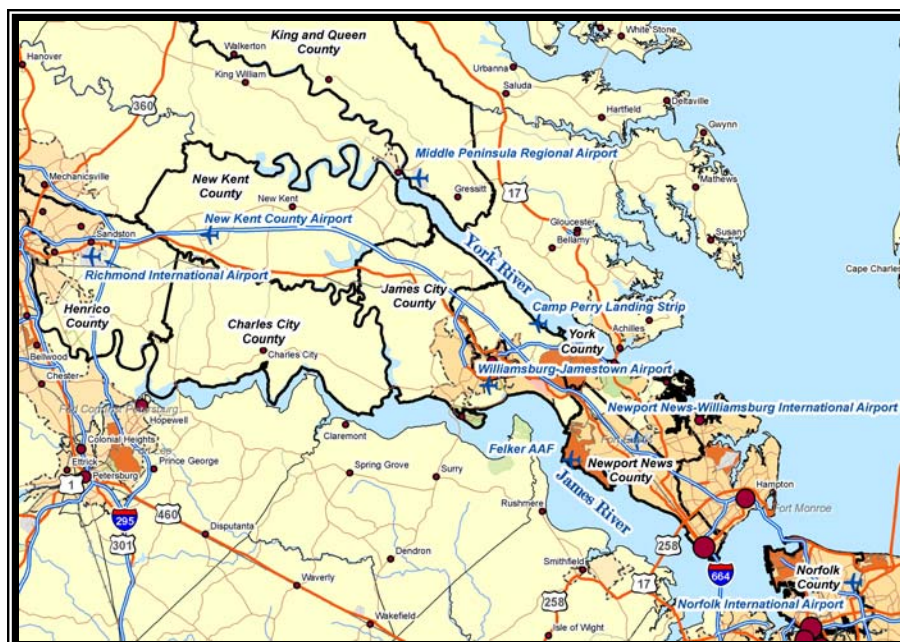 King and Queen
County
White Stone
Walkerton
Hanover
Urbanna
King William
Saluda
Deltaville
360
Hartfield
Gwynn
Middle Peninsula Regional Airport
Mechanicsville
New Kent
County
Gressitt
17
Mathews
New Kent
New Kent County Airport
Gloucester
Sandston
Bellamy
Susan
York River
Richmond International Airport
James City
County
Cape Charles
Henrico
County
Camp Perry Landing Strip
Charles City
County
Achilles
York
County
Bellwood
Charles City
Williamsburg-Jamestown Airport
Chester
Newport News-Williamsburg International Airport
Hopewell
Colonial Heights
Claremont
Fort Lee
Felker AAF
Fort Eustis
Ettrick
Prince George
Spring Grove
Surry
Newport News
County
1
Petersburg
Hampton
James River
Rushmere
Fort Monroe
295
460
Disputanta
301
258
Dendron
Smithfield
664
Norfolk
County
17
Waverly
258
Norfolk International Airport
Wakefield
Isle of Wight